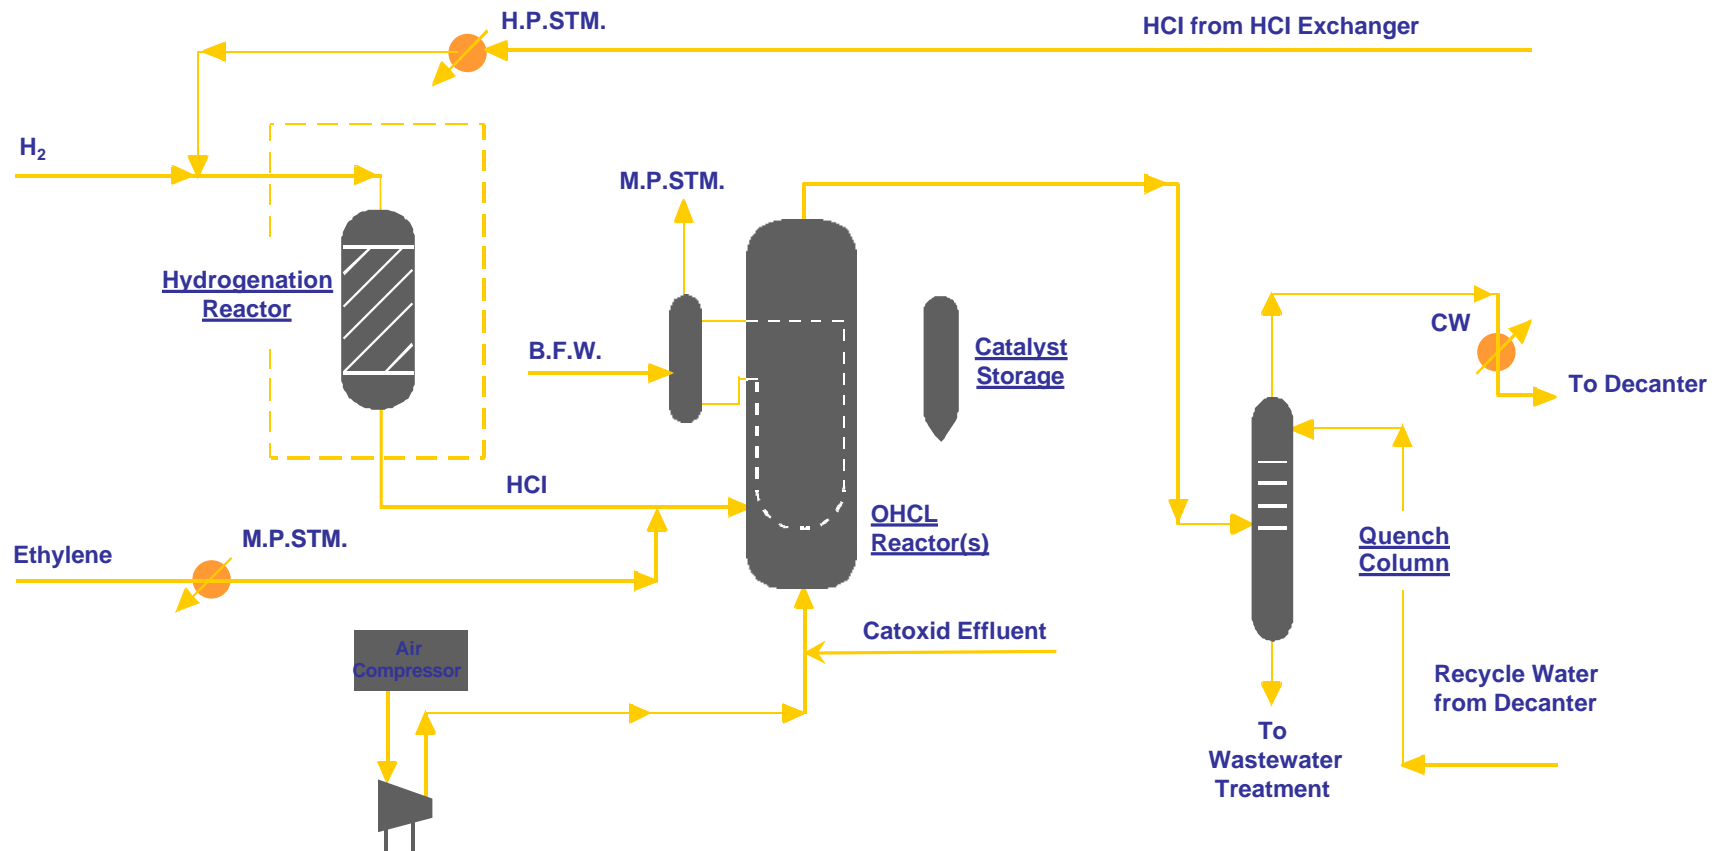 H.P.STM.
HCl from HCl Exchanger
H2
M.P.STM.
Hydrogenation
Reactor
B.F.W.
Catalyst
Storage
CW
To Decanter
HCl
OHCL
Reactor(s)
M.P.STM.
Ethylene
Quench
Column
Catoxid Effluent
Air
Compressor
Recycle Water
from Decanter
To
Wastewater
Treatment